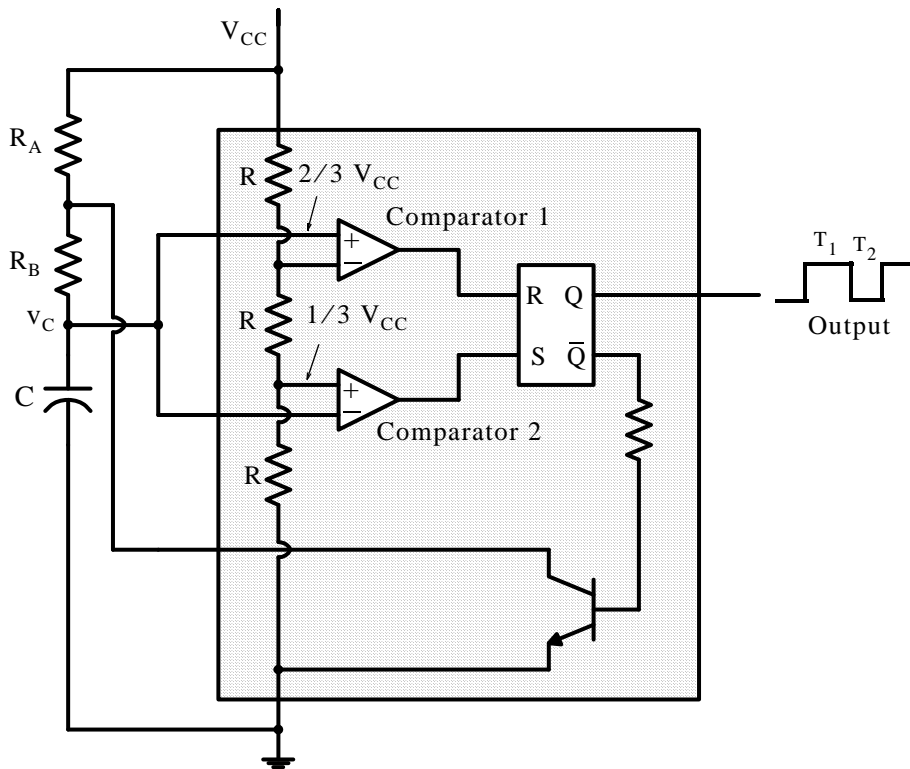 V_CC
R_A
R 2/3 V_CC
Comparator 1
+
−
R_B
T_1 T_2
R Q
v_C
R 1/3 V_CC
Output
S Q̅
C
+
−
Comparator 2
R